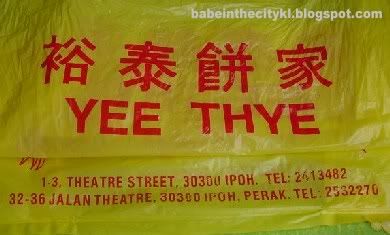 babeinthecitykl.blogspot.com
裕泰餅家
YEE THYE
1-3, THEATRE STREET, 30300 IPOH. TEL: 2413482
32-36 JALAN THEATRE, 30300 IPOH, PERAK. TEL: 2532270